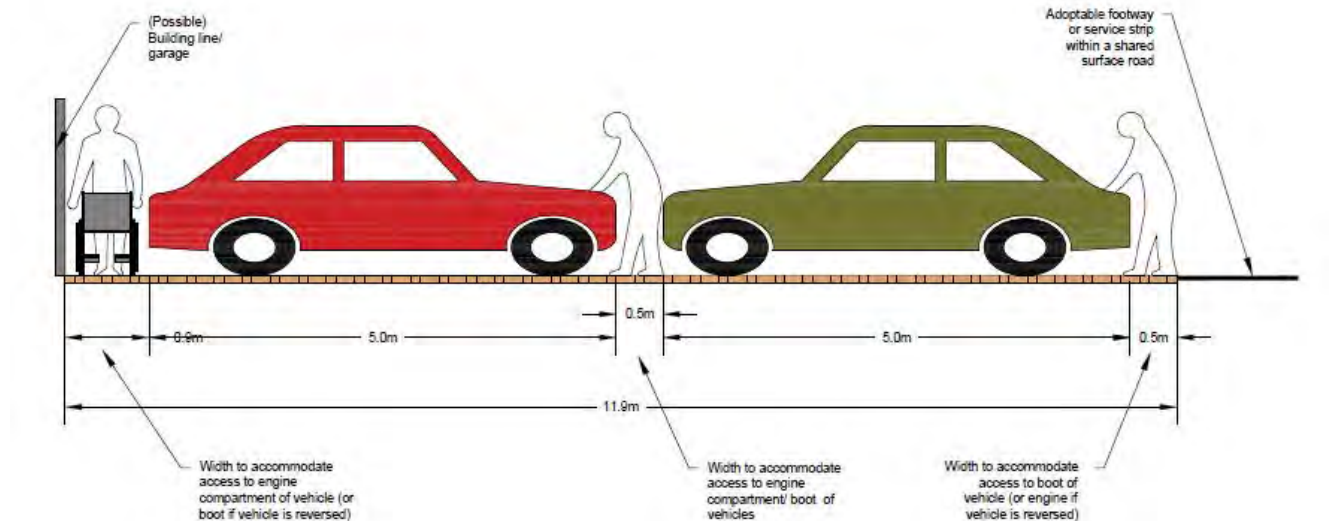 (Possible)
Building line/
garage
Adoptable footway
or service strip
within a shared
surface road
0.5m
0.9m
5.0m
5.0m
0.5m
11.9m
Width to accommodate
access to engine
compartment of vehicle (or
boot if vehicle is reversed)
Width to accommodate
access to engine
compartment/ boot of
vehicles
Width to accommodate
access to boot of
vehicle (or engine if
vehicle is reversed)